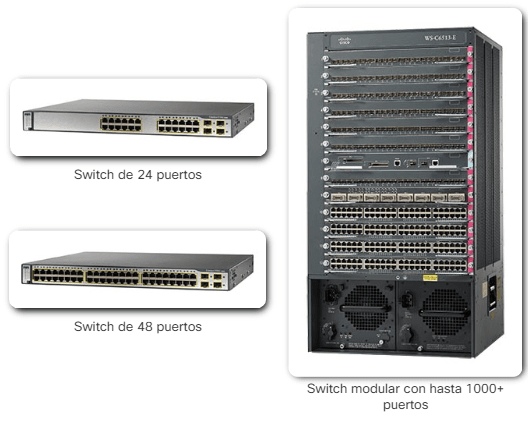 WS-C6513-E
Switch de 24 puertos
Switch de 48 puertos
Switch modular con hasta 1000+
puertos